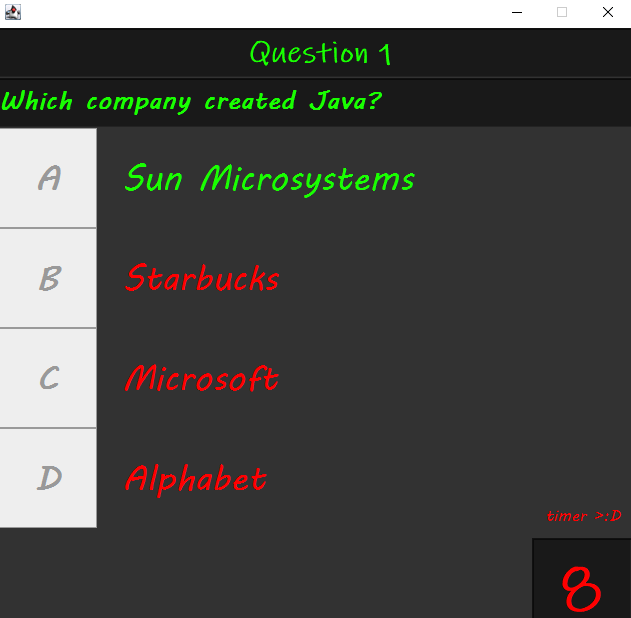 Question 1
Which company created Java?
A Sun Microsystems
B Starbucks
C Microsoft
D Alphabet
timer >:D
8